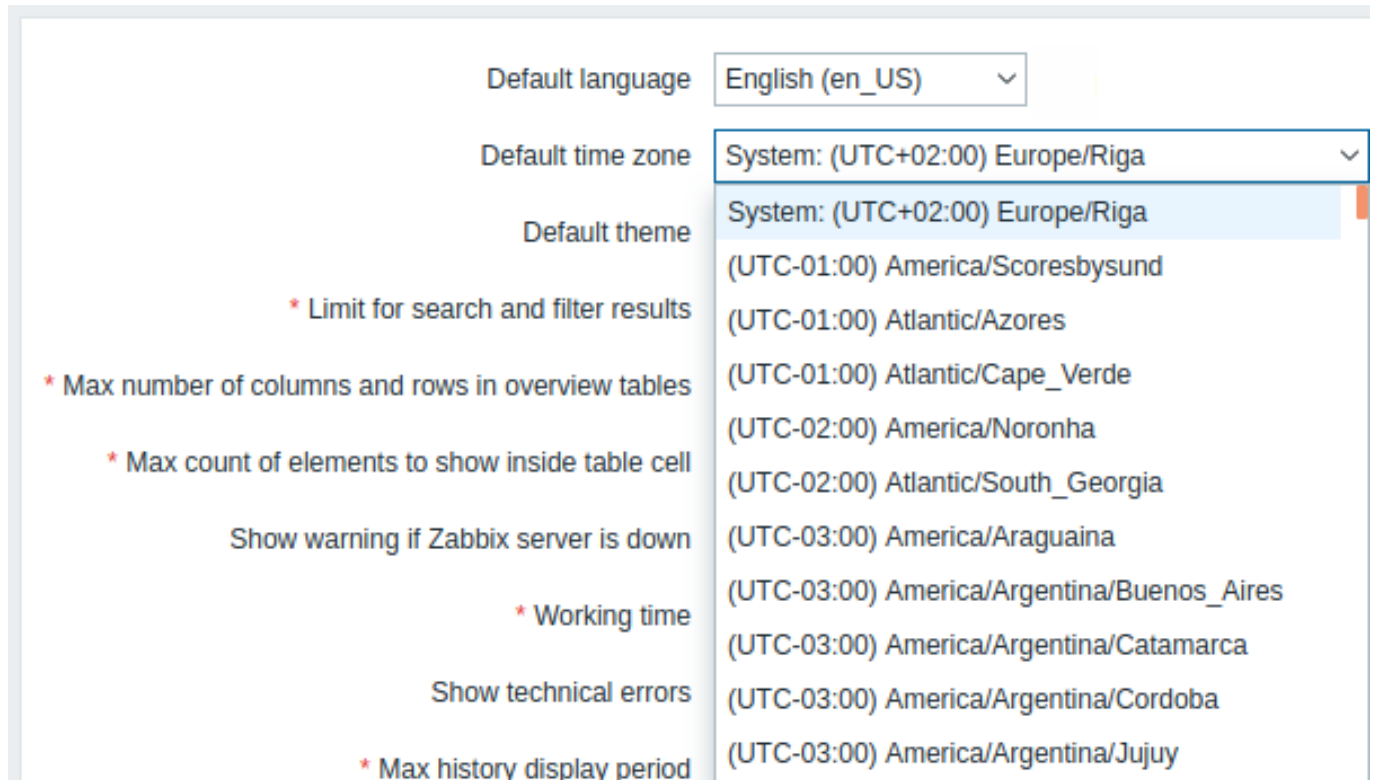 Default language English (en_US)
Default time zone System: (UTC+02:00) Europe/Riga
System: (UTC+02:00) Europe/Riga
Default theme
(UTC-01:00) America/Scoresbysund
* Limit for search and filter results
(UTC-01:00) Atlantic/Azores
* Max number of columns and rows in overview tables
(UTC-01:00) Atlantic/Cape_Verde
(UTC-02:00) America/Noronha
* Max count of elements to show inside table cell
(UTC-02:00) Atlantic/South_Georgia
Show warning if Zabbix server is down
(UTC-03:00) America/Araguaina
(UTC-03:00) America/Argentina/Buenos_Aires
* Working time
(UTC-03:00) America/Argentina/Catamarca
Show technical errors
(UTC-03:00) America/Argentina/Cordoba
(UTC-03:00) America/Argentina/Jujuy
* Max history display period